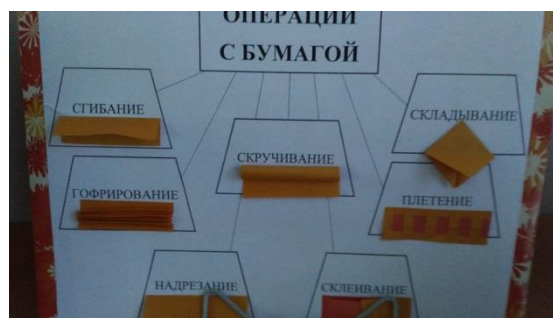 ОПЕРАЦИИ
С БУМАГОЙ
СГИБАНИЕ
СКЛАДЫВАНИЕ
СКРУЧИВАНИЕ
ГОФРИРОВАНИЕ
ПЛЕТЕНИЕ
НАДРЕЗАНИЕ
СКЛЕИВАНИЕ